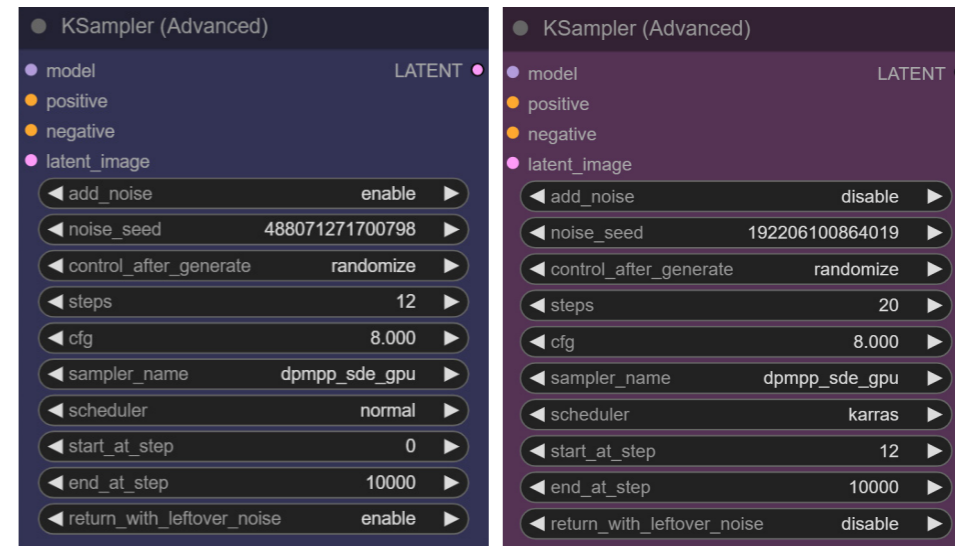 KSampler (Advanced)
model LATENT
positive
negative
latent_image
add_noise enable
noise_seed 488071271700798
control_after_generate randomize
steps 12
cfg 8.000
sampler_name dpmpp_sde_gpu
scheduler normal
start_at_step 0
end_at_step 10000
return_with_leftover_noise enable
KSampler (Advanced)
model LATENT
positive
negative
latent_image
add_noise disable
noise_seed 192206100864019
control_after_generate randomize
steps 20
cfg 8.000
sampler_name dpmpp_sde_gpu
scheduler karras
start_at_step 12
end_at_step 10000
return_with_leftover_noise disable